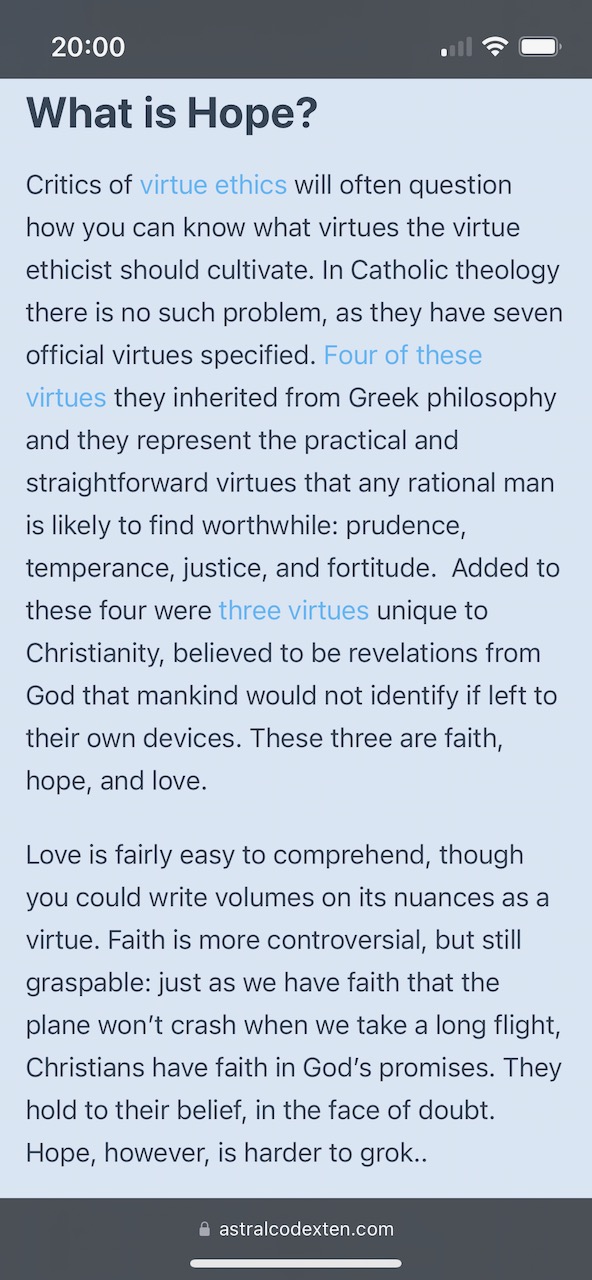 20:00
What is Hope?
Critics of virtue ethics will often question
how you can know what virtues the virtue
ethicist should cultivate. In Catholic theology
there is no such problem, as they have seven
official virtues specified. Four of these
virtues they inherited from Greek philosophy
and they represent the practical and
straightforward virtues that any rational man
is likely to find worthwhile: prudence,
temperance, justice, and fortitude.  Added to
these four were three virtues unique to
Christianity, believed to be revelations from
God that mankind would not identify if left to
their own devices. These three are faith,
hope, and love.
Love is fairly easy to comprehend, though
you could write volumes on its nuances as a
virtue. Faith is more controversial, but still
graspable: just as we have faith that the
plane won’t crash when we take a long flight,
Christians have faith in God’s promises. They
hold to their belief, in the face of doubt.
Hope, however, is harder to grok..
astralcodexten.com